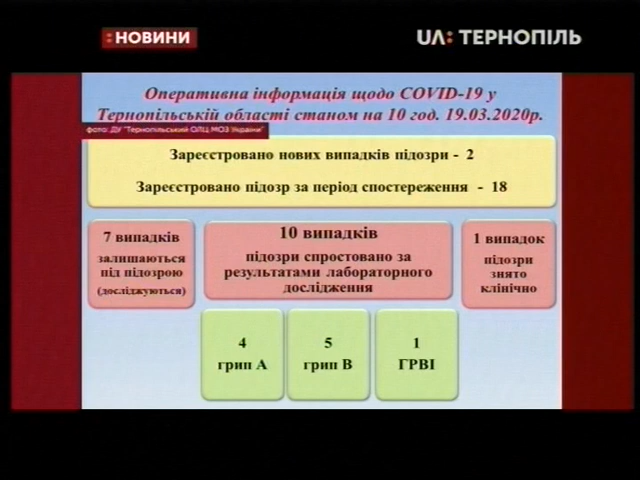 :НОВИНИ
UA: ТЕРНОПІЛЬ
Оперативна інформація щодо COVID-19 у
Тернопільській області станом на 10 год. 19.03.2020р.
фото: ДУ "Тернопільський ОЛЦ МОЗ України"
Зареєстровано нових випадків підозри - 2
Зареєстровано підозр за період спостереження - 18
7 випадків
залишаються
під підозрою
(досліджуються)
10 випадків
підозри спростовано за
результатами лабораторного
дослідження
1 випадок
підозри
знято
клінічно
4
грип А
5
грип В
1
ГРВІ